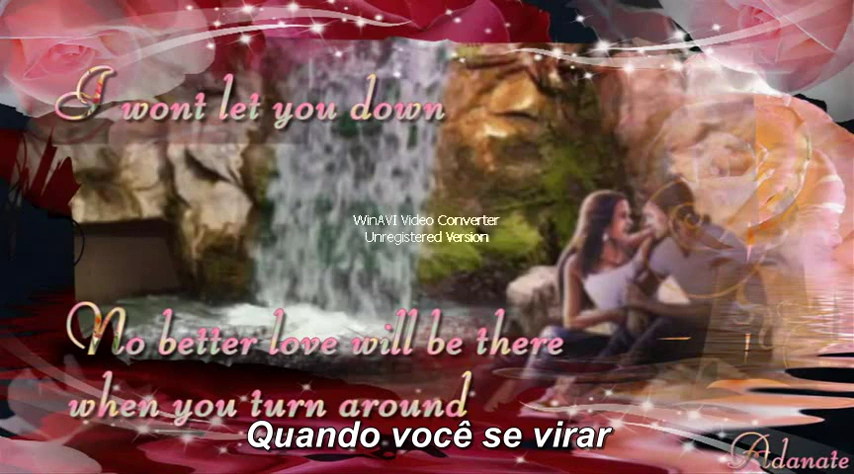 I wont let you down
WinAVI Video Converter
Unregistered Version
No better love will be there
when you turn around
Quando você se virar
Adanate